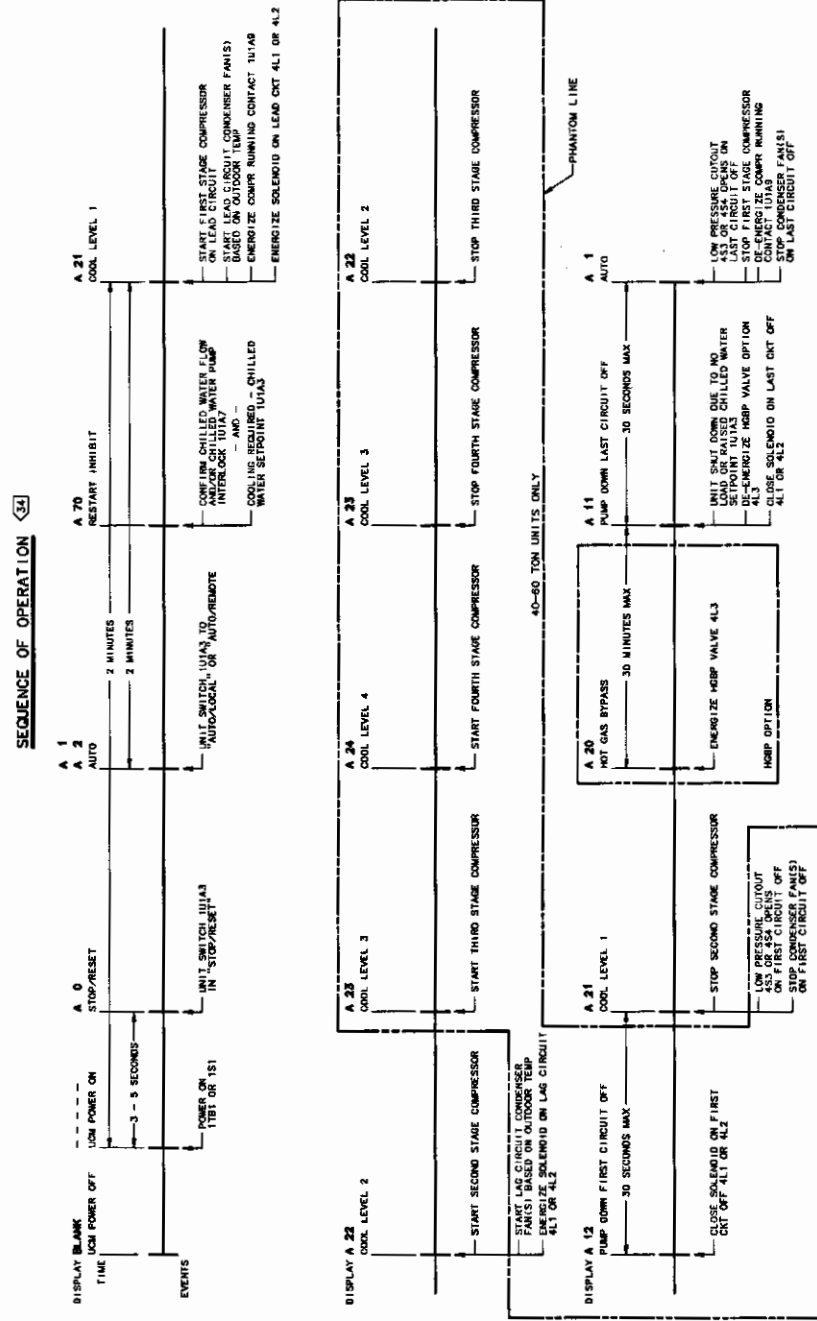 SEQUENCE OF OPERATION 34
DISPLAY BLANK
UCM POWER OFF
TIME
EVENTS
- - - - -
UCM POWER ON
3 - 5 SECONDS
POWER ON
1TB1 OR 1S1
A 0
STOP/RESET
UNIT SWITCH 1U1A3
IN "STOP/RESET"
A 1
A 2
AUTO
2 MINUTES
2 MINUTES
UNIT SWITCH 1U1A3 TO
"AUTO/LOCAL" OR "AUTO/REMOTE
A 70
RESTART INHIBIT
CONFIRM CHILLED WATER FLOW
AND/OR CHILLED WATER PUMP
INTERLOCK 1U1A7
- AND -
COOLING REQUIRED - CHILLED
WATER SETPOINT 1U1A3
A 21
COOL LEVEL 1
START FIRST STAGE COMPRESSOR
ON LEAD CIRCUIT
START LEAD CIRCUIT CONDENSER FAN(S)
BASED ON OUTDOOR TEMP
ENERGIZE COMPR RUNNING CONTACT 1U1A9
ENERGIZE SOLENOID ON LEAD CKT 4L1 OR 4L2
DISPLAY A 22
COOL LEVEL 2
START SECOND STAGE COMPRESSOR
START LAG CIRCUIT CONDENSER
FAN(S) BASED ON OUTDOOR TEMP
ENERGIZE SOLENOID ON LAG CIRCUIT
4L1 OR 4L2
A 23
COOL LEVEL 3
START THIRD STAGE COMPRESSOR
A 24
COOL LEVEL 4
START FOURTH STAGE COMPRESSOR
A 23
COOL LEVEL 3
STOP FOURTH STAGE COMPRESSOR
A 22
COOL LEVEL 2
STOP THIRD STAGE COMPRESSOR
40-60 TON UNITS ONLY
PHANTOM LINE
DISPLAY A 12
PUMP DOWN FIRST CIRCUIT OFF
30 SECONDS MAX
CLOSE SOLENOID ON FIRST
CKT OFF 4L1 OR 4L2
A 21
COOL LEVEL 1
STOP SECOND STAGE COMPRESSOR
LOW PRESSURE CUTOUT
4S3 OR 4S4 OPENS
ON FIRST CIRCUIT OFF
STOP CONDENSER FAN(S)
ON FIRST CIRCUIT OFF
A 20
HOT GAS BYPASS
30 MINUTES MAX
ENERGIZE HGBP VALVE 4L3
HGBP OPTION
A 11
PUMP DOWN LAST CIRCUIT OFF
30 SECONDS MAX
UNIT SHUT DOWN DUE TO NO
LOAD OR RAISED CHILLED WATER
SETPOINT 1U1A3
DE-ENERGIZE HGBP VALVE OPTION
4L3
CLOSE SOLENOID ON LAST CKT OFF
4L1 OR 4L2
A 1
AUTO
LOW PRESSURE CUTOUT
4S3 OR 4S4 OPENS ON
LAST CIRCUIT OFF
STOP FIRST STAGE COMPRESSOR
DE-ENERGIZE COMPR RUNNING
CONTACT 1U1A9
STOP CONDENSER FAN(S)
ON LAST CIRCUIT OFF